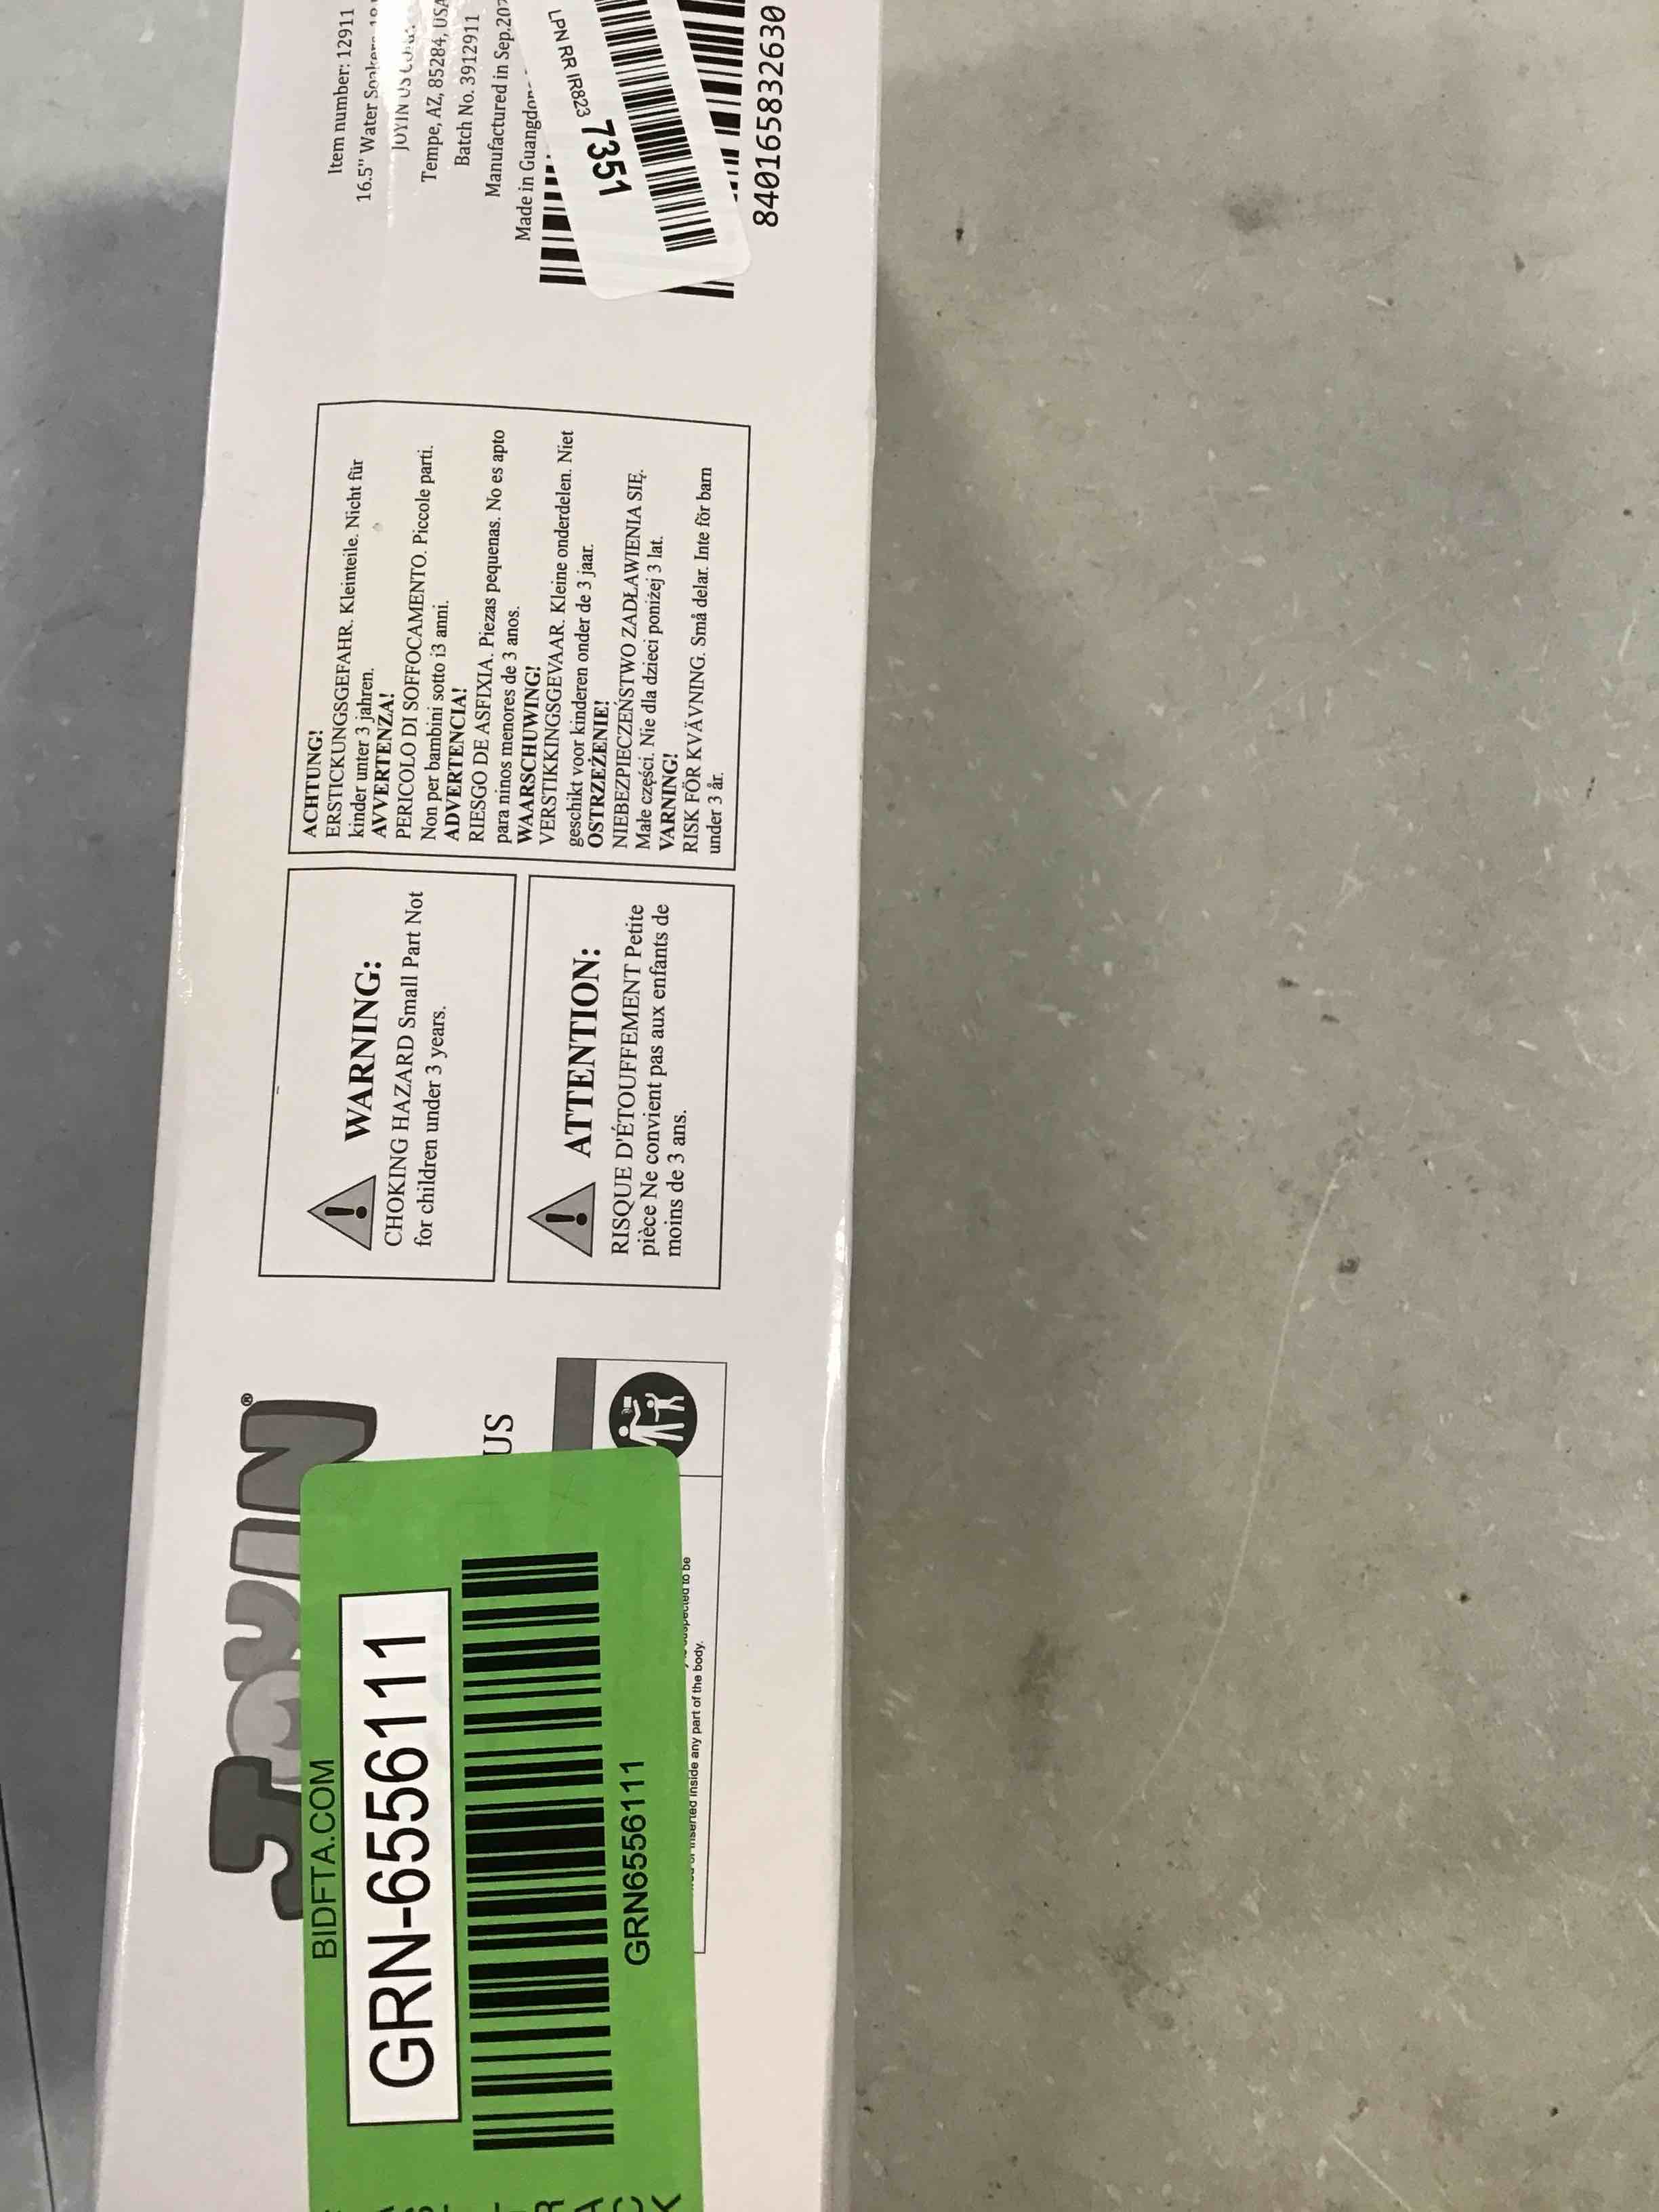 JOYIN®
US
BIDFTA.COM
GRN-6556111
GRN6556111
inserted inside any part of the body.
to be
WARNING:
CHOKING HAZARD Small Part Not
for children under 3 years.
ATTENTION:
RISQUE D'ÉTOUFFEMENT Petite
pièce Ne convient pas aux enfants de
moins de 3 ans.
ACHTUNG!
ERSTICKUNGSGEFAHR. Kleinteile. Nicht für
kinder unter 3 jahren.
AVVERTENZA!
PERICOLO DI SOFFOCAMENTO. Piccole parti.
Non per bambini sotto i3 anni.
ADVERTENCIA!
RIESGO DE ASFIXIA. Piezas pequenas. No es apto
para ninos menores de 3 anos.
WAARSCHUWING!
VERSTIKKINGSGEVAAR. Kleine onderdelen. Niet
geschikt voor kinderen onder de 3 jaar.
OSTRZEŻENIE!
NIEBEZPIECZEŃSTWO ZADŁAWIENIA SIĘ.
Małe części. Nie dla dzieci poniżej 3 lat.
VARNING!
RISK FÖR KVÄVNING. Små delar. Inte för barn
under 3 år.
Item number: 12911
16.5" Water Soakers
JOYIN US
Tempe, AZ, 85284, USA
Batch No. 3912911
Manufactured in Sep.
Made in
LPN RR IR823
7351
840165832630